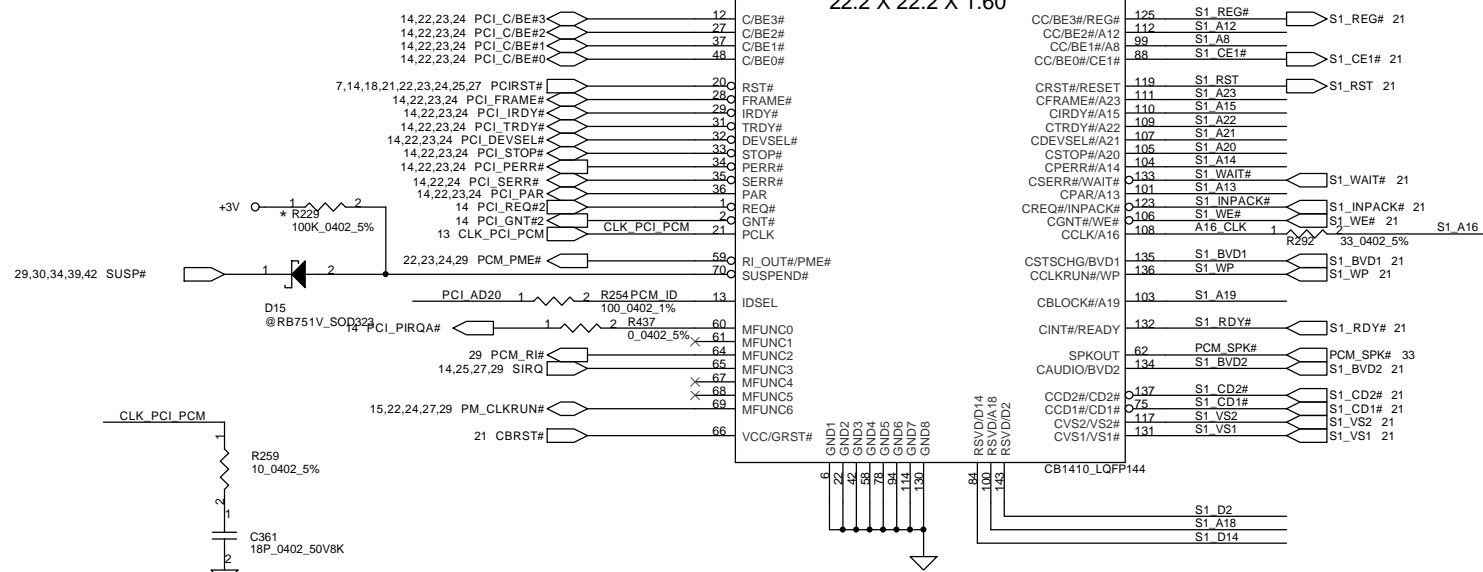 22.2 X 22.2 X 1.60
14,22,23,24 PCI_C/BE#3 12 C/BE3# CC/BE3#/REG# 125 S1_REG# S1_REG# 21
14,22,23,24 PCI_C/BE#2 27 C/BE2# CC/BE2#/A12 112 S1_A12
14,22,23,24 PCI_C/BE#1 37 C/BE1# CC/BE1#/A8 99 S1_A8
14,22,23,24 PCI_C/BE#0 48 C/BE0# CC/BE0#/CE1# 88 S1_CE1# S1_CE1# 21
7,14,18,21,22,23,24,25,27 PCIRST# 20 RST# CRST#/RESET 119 S1_RST S1_RST 21
14,22,23,24 PCI_FRAME# 28 FRAME# CFRAME#/A23 111 S1_A23
14,22,23,24 PCI_IRDY# 29 IRDY# CIRDY#/A15 110 S1_A15
14,22,23,24 PCI_TRDY# 31 TRDY# CTRDY#/A22 109 S1_A22
14,22,23,24 PCI_DEVSEL# 32 DEVSEL# CDEVSEL#/A21 107 S1_A21
14,22,23,24 PCI_STOP# 33 STOP# CSTOP#/A20 105 S1_A20
14,22,23,24 PCI_PERR# 34 PERR# CPERR#/A14 104 S1_A14
14,22,24 PCI_SERR# 35 SERR# CSERR#/WAIT# 133 S1_WAIT# S1_WAIT# 21
14,22,23,24 PCI_PAR 36 PAR CPAR/A13 101 S1_A13
14 PCI_REQ#2 1 REQ# CREQ#/INPACK# 123 S1_INPACK# S1_INPACK# 21
14 PCI_GNT#2 2 GNT# CGNT#/WE# 106 S1_WE# S1_WE# 21
13 CLK_PCI_PCM CLK_PCI_PCM 21 PCLK CCLK/A16 108 A16_CLK 1 2 S1_A16
R292 33_0402_5%
+3V 1 2
* R229
100K_0402_5%
22,23,24,29 PCM_PME# 59 RI_OUT#/PME# CSTSCHG/BVD1 135 S1_BVD1 S1_BVD1 21
29,30,34,39,42 SUSP# 1 2 70 SUSPEND# CCLKRUN#/WP 136 S1_WP S1_WP 21
D15
@RB751V_SOD323
PCI_AD20 1 2 R254 PCM_ID 13 IDSEL CBLOCK#/A19 103 S1_A19
100_0402_1%
14 PCI_PIRQA# 1 2 R437 60 MFUNC0 CINT#/READY 132 S1_RDY# S1_RDY# 21
0_0402_5% 61 MFUNC1
29 PCM_RI# 64 MFUNC2 SPKOUT 62 PCM_SPK# PCM_SPK# 33
14,25,27,29 SIRQ 65 MFUNC3 CAUDIO/BVD2 134 S1_BVD2 S1_BVD2 21
67 MFUNC4
68 MFUNC5 CCD2#/CD2# 137 S1_CD2# S1_CD2# 21
15,22,24,27,29 PM_CLKRUN# 69 MFUNC6 CCD1#/CD1# 75 S1_CD1# S1_CD1# 21
CVS2/VS2# 117 S1_VS2 S1_VS2 21
21 CBRST# 66 VCC/GRST# CVS1/VS1# 131 S1_VS1 S1_VS1 21
GND1 GND2 GND3 GND4 GND5 GND6 GND7 GND8 RSVD/D14 RSVD/A18 RSVD/D2
CB1410_LQFP144
6 22 42 58 78 94 114 130 84 100 143
S1_D2
S1_A18
S1_D14
CLK_PCI_PCM
1
R259
10_0402_5%
2
1
C361
18P_0402_50V8K
2